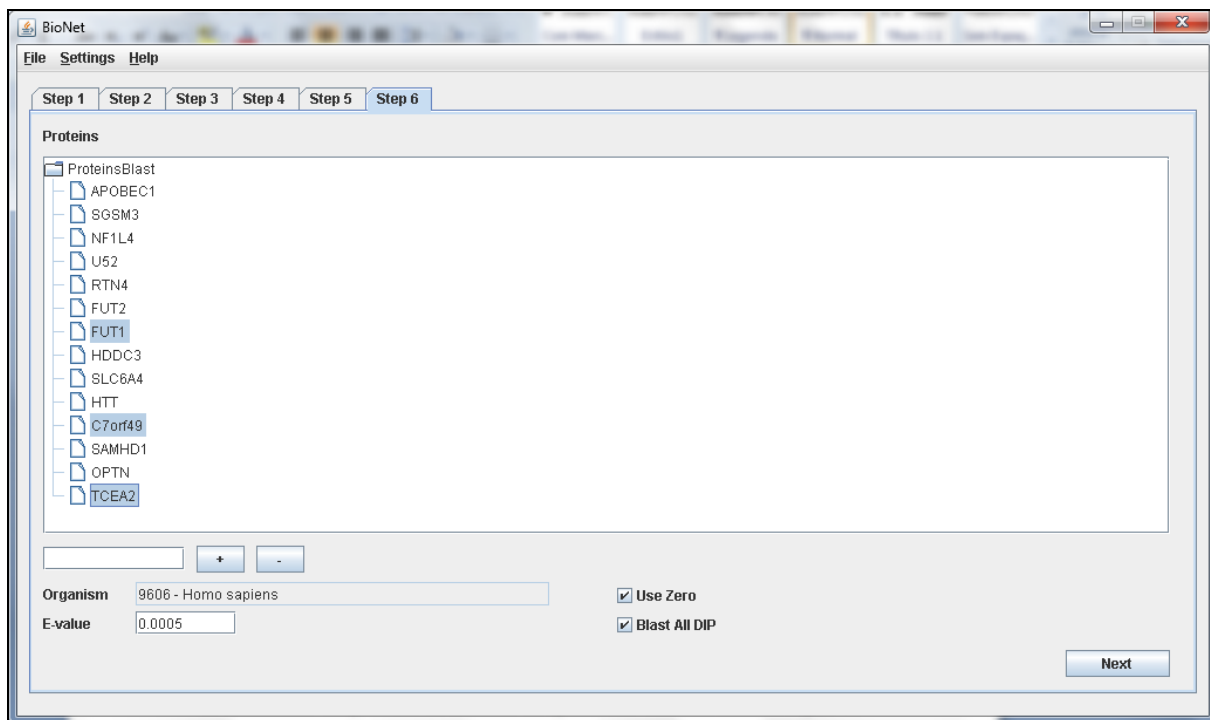 BioNet
File Settings Help
Step 1 Step 2 Step 3 Step 4 Step 5 Step 6
Proteins
ProteinsBlast
APOBEC1
SGSM3
NF1L4
U52
RTN4
FUT2
FUT1
HDDC3
SLC6A4
HTT
C7orf49
SAMHD1
OPTN
TCEA2
+ -
Organism 9606 - Homo sapiens Use Zero
E-value 0.0005 Blast All DIP
Next